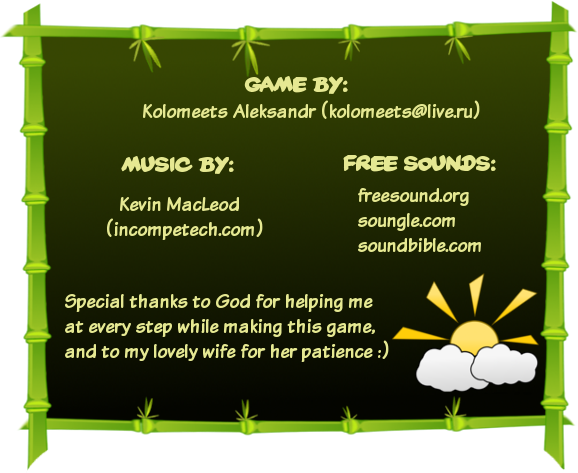 GAME BY:
Kolomeets Aleksandr (kolomeets@live.ru)
MUSIC BY:
Kevin MacLeod
(incompetech.com)
FREE SOUNDS:
freesound.org
soungle.com
soundbible.com
Special thanks to God for helping me
at every step while making this game,
and to my lovely wife for her patience :)